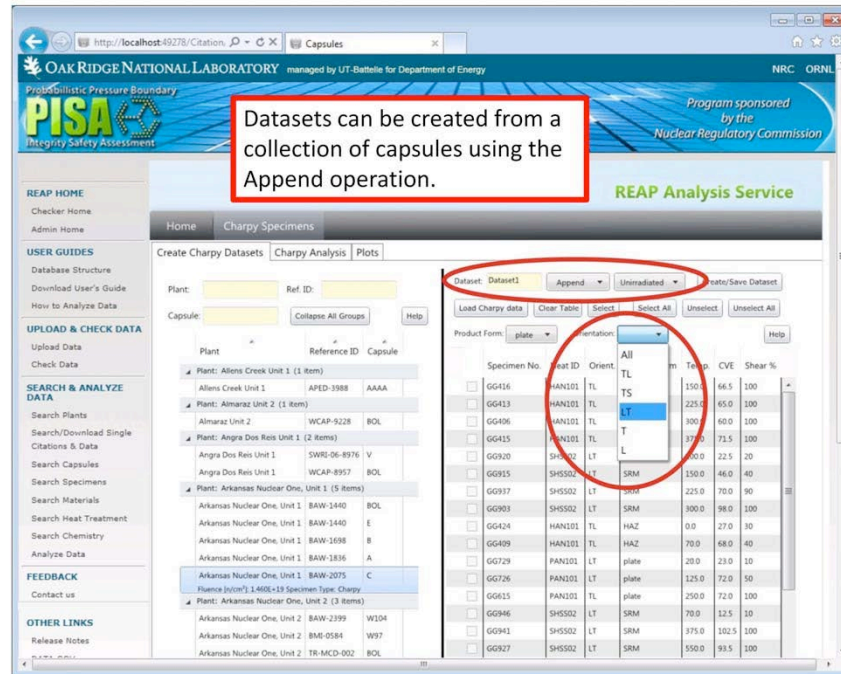 http://localhost:49278/Citation,
Capsules
OAK RIDGE NATIONAL LABORATORY managed by UT-Battelle for Department of Energy
NRC ORNL
Probabillistic Pressure Boundary
PISA
Integrity Safety Assessment
Program sponsored
by the
Nuclear Regulatory Commission
Datasets can be created from a
collection of capsules using the
Append operation.
REAP Analysis Service
REAP HOME
Checker Home
Admin Home
USER GUIDES
Database Structure
Download User's Guide
How to Analyze Data
UPLOAD & CHECK DATA
Upload Data
Check Data
SEARCH & ANALYZE
DATA
Search Plants
Search/Download Single
Citations & Data
Search Capsules
Search Specimens
Search Materials
Search Heat Treatment
Search Chemistry
Analyze Data
FEEDBACK
Contact us
OTHER LINKS
Release Notes
Home Charpy Specimens
Create Charpy Datasets Charpy Analysis Plots
Plant: Ref. ID:
Capsule: Collapse All Groups Help
Plant Reference ID Capsule
Plant: Allens Creek Unit 1 (1 item)
Allens Creek Unit 1 APED-3988 AAAA
Plant: Almaraz Unit 2 (1 item)
Almaraz Unit 2 WCAP-9228 BOL
Plant: Angra Dos Reis Unit 1 (2 items)
Angra Dos Reis Unit 1 SWRI-06-8976 V
Angra Dos Reis Unit 1 WCAP-8957 BOL
Plant: Arkansas Nuclear One, Unit 1 (5 items)
Arkansas Nuclear One, Unit 1 BAW-1440 BOL
Arkansas Nuclear One, Unit 1 BAW-1440 E
Arkansas Nuclear One, Unit 1 BAW-1698 B
Arkansas Nuclear One, Unit 1 BAW-1836 A
Arkansas Nuclear One, Unit 1 BAW-2075 C
Fluence [n/cm²]: 1.460E+19 Specimen Type: Charpy
Plant: Arkansas Nuclear One, Unit 2 (3 items)
Arkansas Nuclear One, Unit 2 BAW-2399 W104
Arkansas Nuclear One, Unit 2 BMI-0584 W97
Arkansas Nuclear One, Unit 2 TR-MCD-002 BOL
Dataset: Dataset1 Append Unirradiated Create/Save Dataset
Load Charpy data Clear Table Select Select All Unselect Unselect All
Product Form: plate Orientation: Help
All
TL
TS
LT
T
L
Specimen No. Heat ID Orient. Temp. CVE Shear %
GG416 HAN101 TL 150.0 66.5 100
GG413 HAN101 TL 225.0 65.0 100
GG406 HAN101 TL 300.0 60.0 100
GG415 HAN101 TL 375.0 71.5 100
GG920 SHSS02 LT 22.5 20
GG915 SHSS02 LT SRM 150.0 46.0 40
GG937 SHSS02 LT SRM 225.0 70.0 90
GG903 SHSS02 LT SRM 300.0 98.0 100
GG424 HAN101 TL HAZ 0.0 27.0 30
GG409 HAN101 TL HAZ 70.0 68.0 40
GG729 PAN101 LT plate 20.0 23.0 10
GG726 PAN101 LT plate 125.0 72.0 50
GG615 PAN101 TL plate 250.0 72.0 100
GG946 SHSS02 LT SRM 70.0 12.5 10
GG941 SHSS02 LT SRM 375.0 102.5 100
GG927 SHSS02 LT SRM 550.0 93.5 100